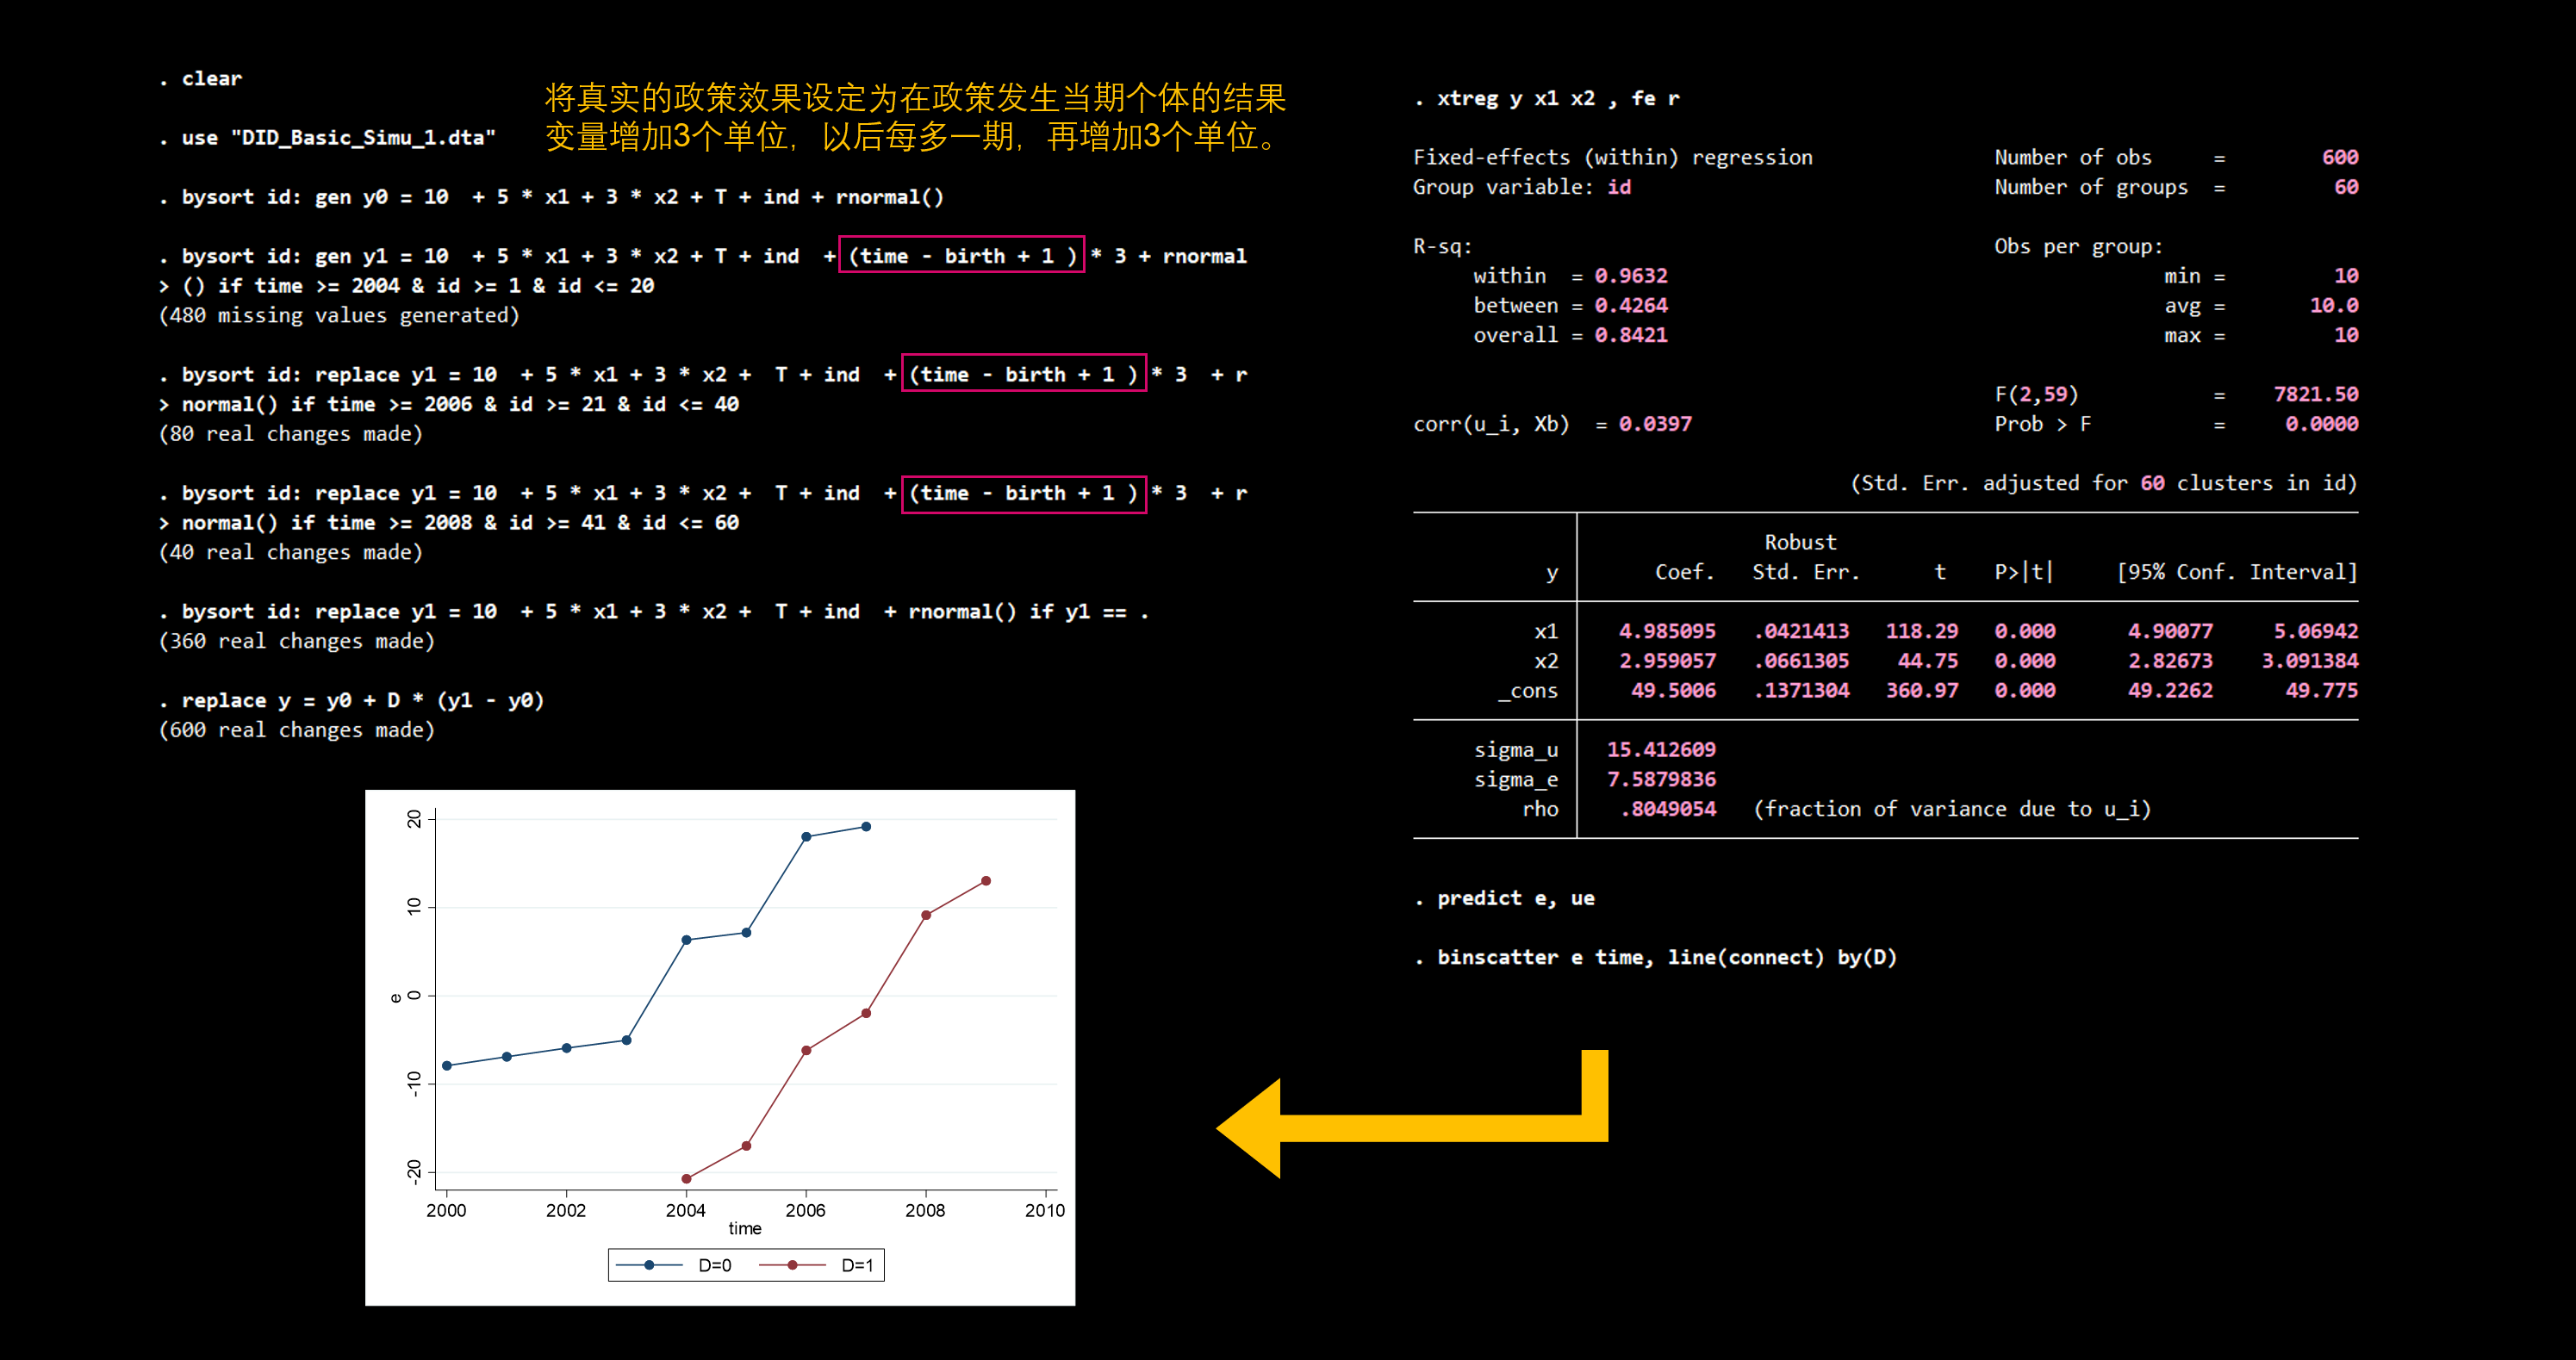 . clear
将真实的政策效果设定为在政策发生当期个体的结果
变量增加3个单位，以后每多一期，再增加3个单位。
. use "DID_Basic_Simu_1.dta"
. bysort id: gen y0 = 10  + 5 * x1 + 3 * x2 + T + ind + rnormal()
. bysort id: gen y1 = 10  + 5 * x1 + 3 * x2 + T + ind  + (time - birth + 1 ) * 3 + rnormal
> () if time >= 2004 & id >= 1 & id <= 20
(480 missing values generated)
. bysort id: replace y1 = 10  + 5 * x1 + 3 * x2 +  T + ind  + (time - birth + 1 ) * 3  + r
> normal() if time >= 2006 & id >= 21 & id <= 40
(80 real changes made)
. bysort id: replace y1 = 10  + 5 * x1 + 3 * x2 +  T + ind  + (time - birth + 1 ) * 3  + r
> normal() if time >= 2008 & id >= 41 & id <= 60
(40 real changes made)
. bysort id: replace y1 = 10  + 5 * x1 + 3 * x2 +  T + ind  + rnormal() if y1 == .
(360 real changes made)
. replace y = y0 + D * (y1 - y0)
(600 real changes made)
20
10
0
-10
-20
e
2000 2002 2004 2006 2008 2010
time
D=0 D=1
. xtreg y x1 x2 , fe r
Fixed-effects (within) regression Number of obs = 600
Group variable: id Number of groups = 60
R-sq: Obs per group:
within = 0.9632 min = 10
between = 0.4264 avg = 10.0
overall = 0.8421 max = 10
F(2,59) = 7821.50
corr(u_i, Xb) = 0.0397 Prob > F = 0.0000
(Std. Err. adjusted for 60 clusters in id)
Robust
y Coef. Std. Err. t P>|t| [95% Conf. Interval]
x1 4.985095 .0421413 118.29 0.000 4.90077 5.06942
x2 2.959057 .0661305 44.75 0.000 2.82673 3.091384
_cons 49.5006 .1371304 360.97 0.000 49.2262 49.775
sigma_u 15.412609
sigma_e 7.5879836
rho .8049054 (fraction of variance due to u_i)
. predict e, ue
. binscatter e time, line(connect) by(D)